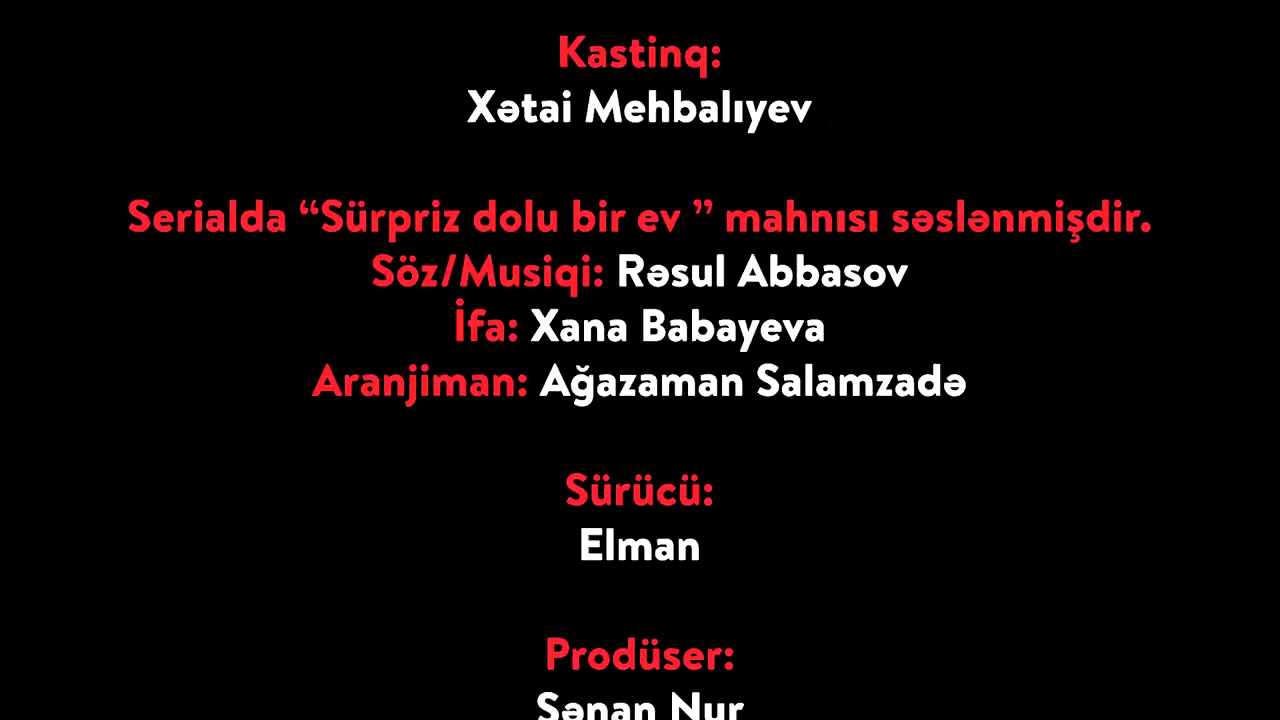 Kastinq:
Xətai Mehbalıyev
Serialda “Sürpriz dolu bir ev ” mahnısı səslənmişdir.
Söz/Musiqi: Rəsul Abbasov
İfa: Xana Babayeva
Aranjiman: Ağazaman Salamzadə
Sürücü:
Elman
Prodüser:
Sənan Nur